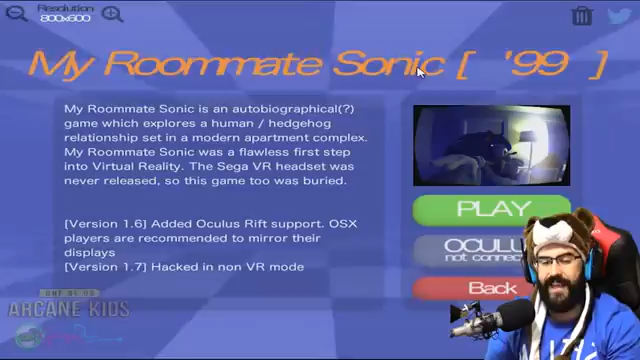 Resolution
800x600
My Roommate Sonic [ '99 ]
My Roommate Sonic is an autobiographical(?)
game which explores a human / hedgehog
relationship set in a modern apartment complex.
My Roommate Sonic was a flawless first step
into Virtual Reality. The Sega VR headset was
never released, so this game too was buried.
[Version 1.6] Added Oculus Rift support. OSX
players are recommended to mirror their
displays
[Version 1.7] Hacked in non VR mode
PLAY
OCULU
not connec
Back
ARCANE KIDS